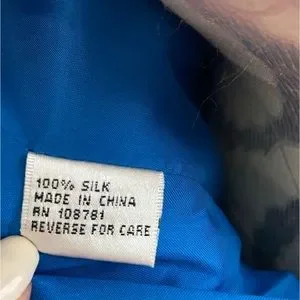 100% SILK
MADE IN CHINA
RN 108781
REVERSE FOR CARE